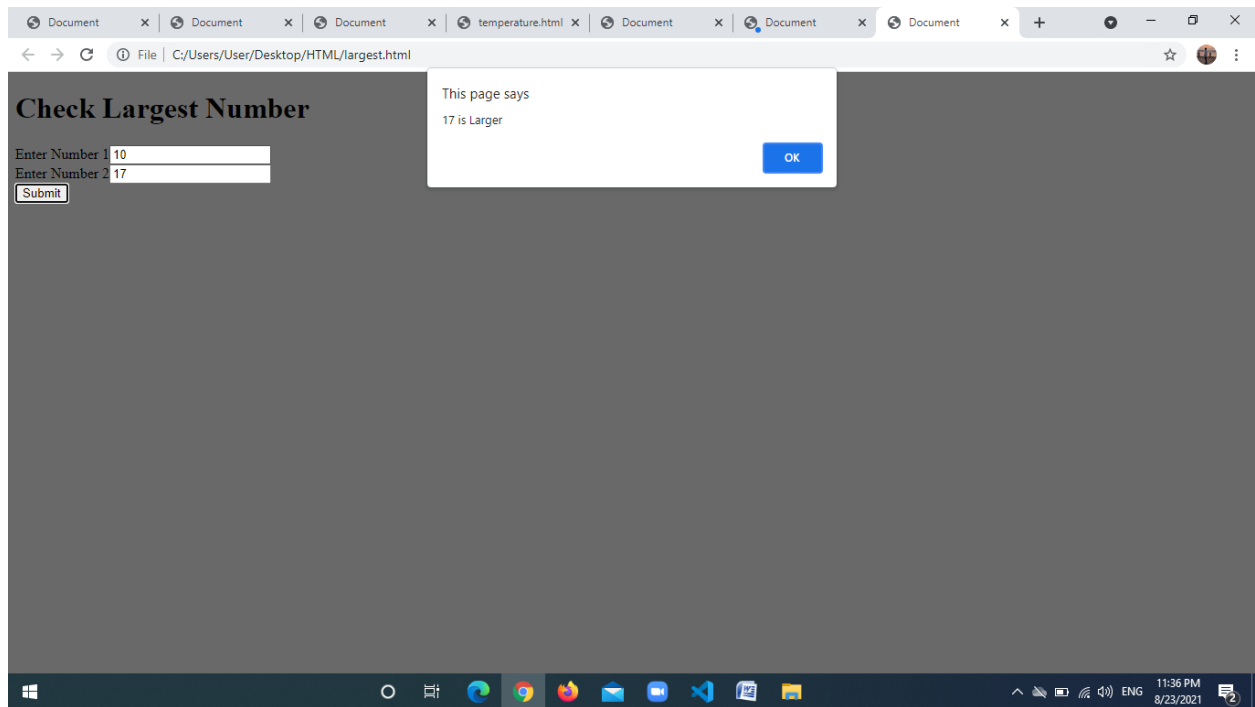 Document
Document
Document
temperature.html
Document
Document
Document
File
C:/Users/User/Desktop/HTML/largest.html
This page says
17 is Larger
OK
Check Largest Number
Enter Number 1 10
Enter Number 2 17
Submit
ENG
11:36 PM
8/23/2021
2